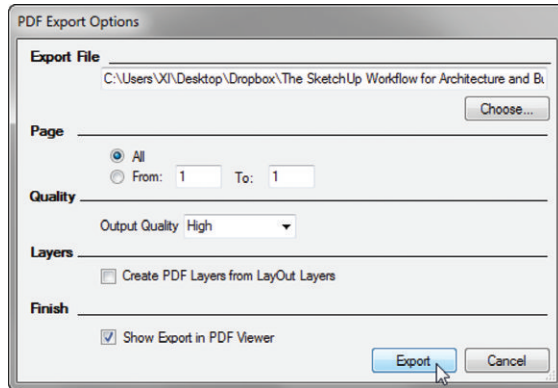 PDF Export Options
Export File
C:\Users\XI\Desktop\Dropbox\The SketchUp Workflow for Architecture and Bu
Choose...
Page
All
From: 1 To: 1
Quality
Output Quality High
Layers
Create PDF Layers from LayOut Layers
Finish
Show Export in PDF Viewer
Export Cancel